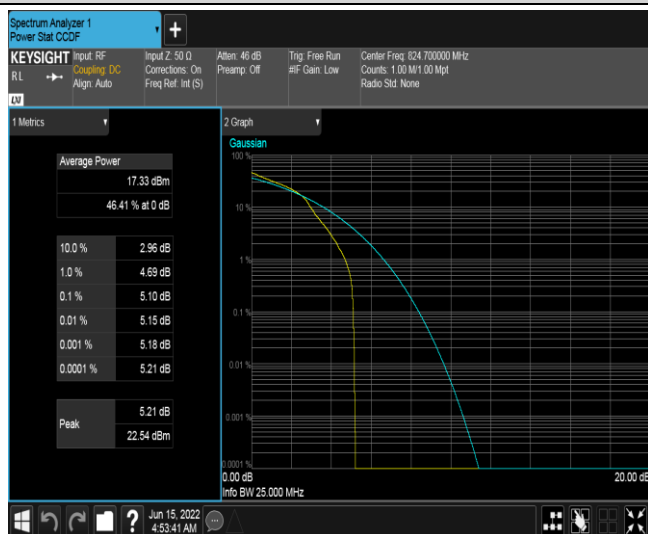 Spectrum Analyzer 1
Power Stat CCDF
+
KEYSIGHT
RL
LXI
Input: RF
Coupling: DC
Align: Auto
Input Z: 50 Ω
Corrections: On
Freq Ref: Int (S)
Atten: 46 dB
Preamp: Off
Trig: Free Run
#IF Gain: Low
Center Freq: 824.700000 MHz
Counts: 1.00 M/1.00 Mpt
Radio Std: None
1 Metrics
Average Power
17.33 dBm
46.41 % at 0 dB
10.0 % 2.96 dB
1.0 % 4.69 dB
0.1 % 5.10 dB
0.01 % 5.15 dB
0.001 % 5.18 dB
0.0001 % 5.21 dB
Peak
5.21 dB
22.54 dBm
2 Graph
Gaussian
100 %
10 %
1 %
0.1 %
0.01 %
0.001 %
0.0001 %
0.00 dB
20.00 dB
Info BW 25.000 MHz
?
Jun 15, 2022
4:53:41 AM